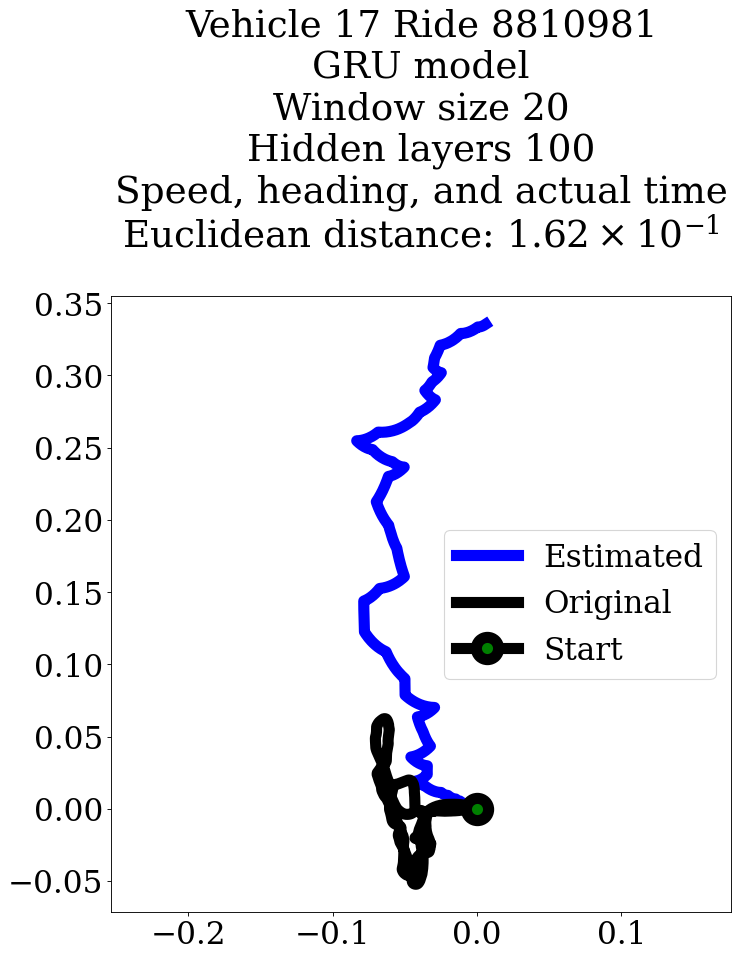 Vehicle 17 Ride 8810981
GRU model
Window size 20
Hidden layers 100
Speed, heading, and actual time
Euclidean distance: 1.62 × 10⁻¹
0.35
0.30
0.25
0.20
0.15
0.10
0.05
0.00
−0.05
Estimated
Original
Start
−0.2 −0.1 0.0 0.1